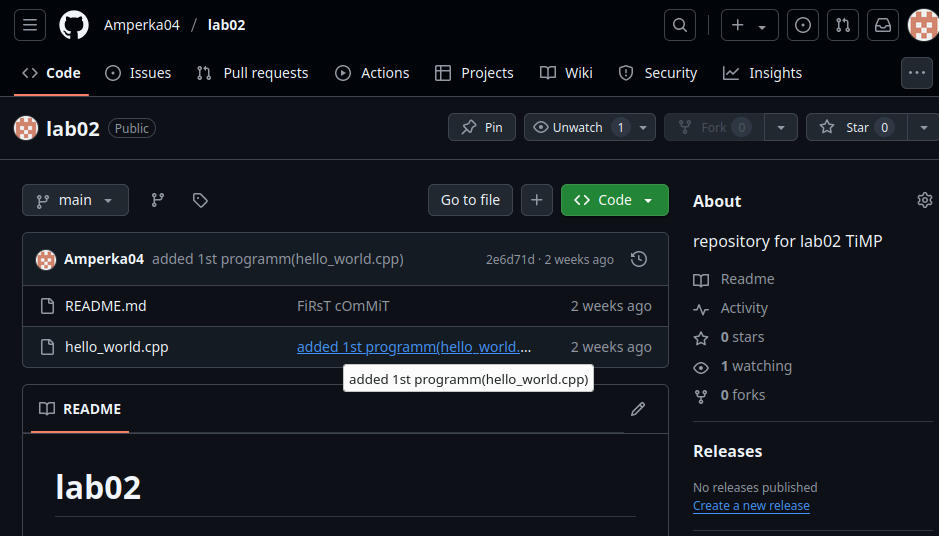 Amperka04 / lab02
Code Issues Pull requests Actions Projects Wiki Security Insights
lab02 Public Pin Unwatch 1 Fork 0 Star 0
main Go to file Code
Amperka04 added 1st programm(hello_world.cpp) 2e6d71d · 2 weeks ago
README.md FiRsT cOmMiT 2 weeks ago
hello_world.cpp added 1st programm(hello_world.… 2 weeks ago
added 1st programm(hello_world.cpp)
README
lab02
About
repository for lab02 TiMP
Readme
Activity
0 stars
1 watching
0 forks
Releases
No releases published
Create a new release